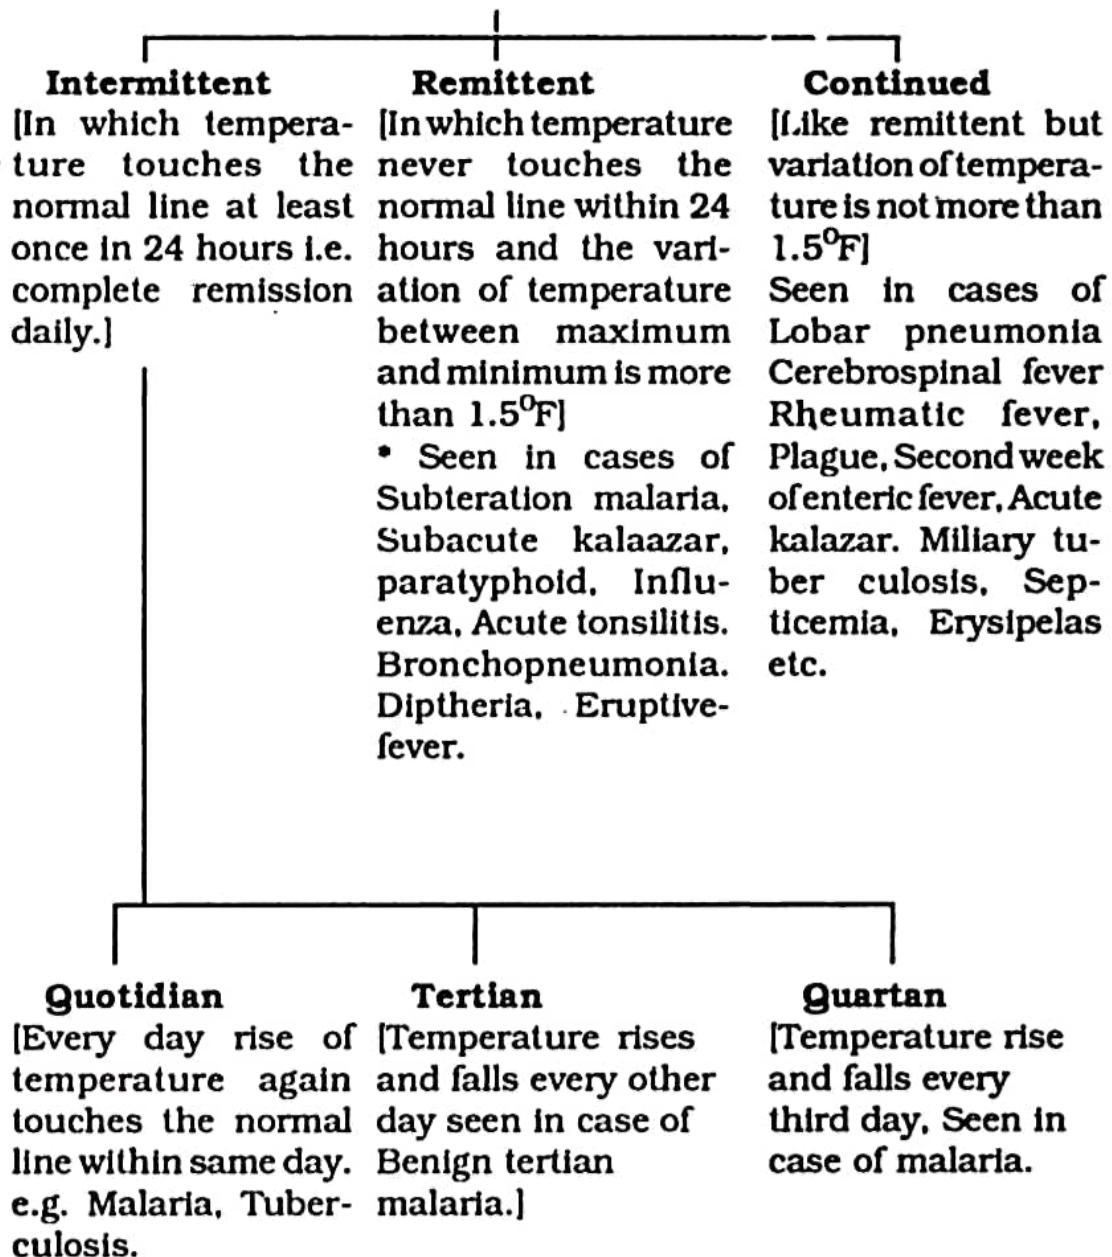 Intermittent
[In which tempera-
ture touches the
normal line at least
once in 24 hours i.e.
complete remission
daily.]
Remittent
[In which temperature
never touches the
normal line within 24
hours and the vari-
ation of temperature
between maximum
and minimum is more
than 1.5⁰F]
* Seen in cases of
Subteration malaria,
Subacute kalaazar,
paratyphoid, Influ-
enza, Acute tonsilitis.
Bronchopneumonia.
Diptheria, Eruptive-
fever.
Continued
[Like remittent but
variation of tempera-
ture is not more than
1.5⁰F]
Seen in cases of
Lobar pneumonia
Cerebrospinal fever
Rheumatic fever,
Plague, Second week
of enteric fever, Acute
kalazar. Miliary tu-
ber culosis, Sep-
ticemia, Erysipelas
etc.
Quotidian
[Every day rise of
temperature again
touches the normal
line within same day.
e.g. Malaria, Tuber-
culosis.
Tertian
[Temperature rises
and falls every other
day seen in case of
Benign tertian
malaria.]
Quartan
[Temperature rise
and falls every
third day, Seen in
case of malaria.